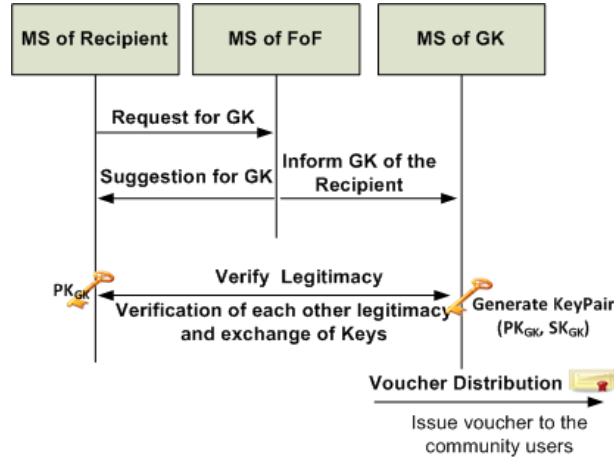 MS of Recipient
MS of FoF
MS of GK
Request for GK
Suggestion for GK
Inform GK of the
Recipient
PKGK
Verify Legitimacy
Verification of each other legitimacy
and exchange of Keys
Generate KeyPair
(PKGK, SKGK)
Voucher Distribution
Issue voucher to the
community users